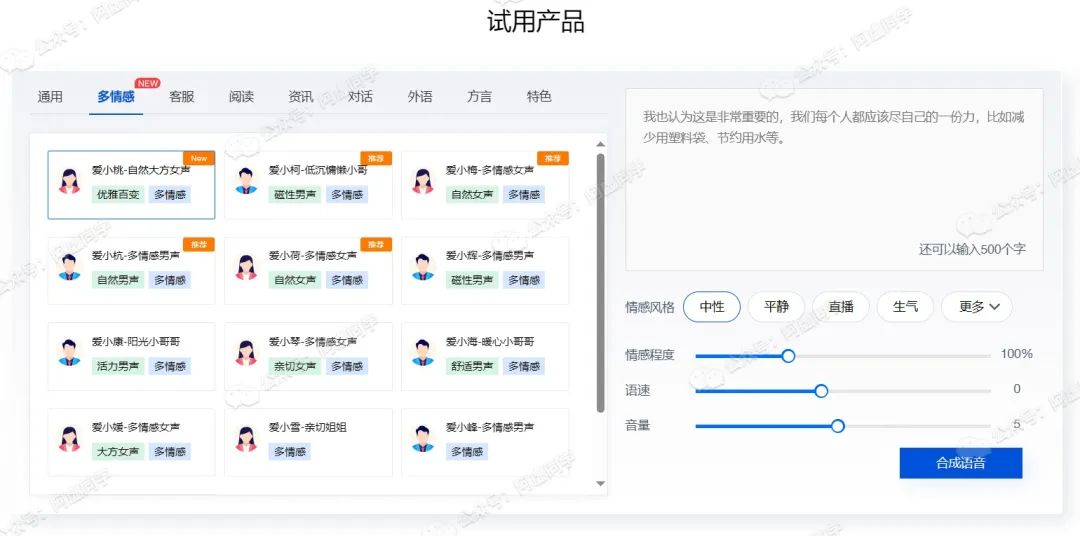 试用产品
通用
多情感
NEW
客服
阅读
资讯
对话
外语
方言
特色
爱小桃-自然大方女声
New
优雅百变 多情感
爱小柯-低沉慵懒小哥
推荐
磁性男声 多情感
爱小梅-多情感女声
推荐
自然女声 多情感
爱小杭-多情感男声
推荐
自然男声 多情感
爱小荷-多情感女声
推荐
自然女声 多情感
爱小辉-多情感男声
磁性男声 多情感
爱小康-阳光小哥哥
活力男声 多情感
爱小琴-多情感女声
亲切女声 多情感
爱小海-暖心小哥哥
舒适男声 多情感
爱小媛-多情感女声
大方女声 多情感
爱小雪-亲切姐姐
多情感
爱小峰-多情感男声
多情感
我也认为这是非常重要的，我们每个人都应该尽自己的一份力，比如减
少用塑料袋、节约用水等。
还可以输入500个字
情感风格 中性 平静 直播 生气 更多
情感程度 100%
语速 0
音量 5
合成语音
公众号：阿虚同学